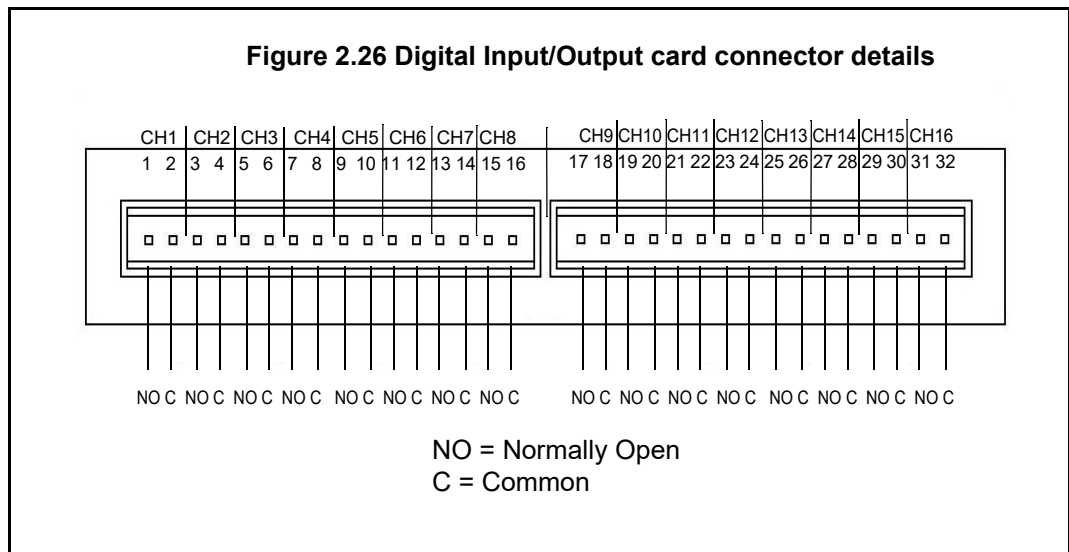 Figure 2.26 Digital Input/Output card connector details
CH1 CH2 CH3 CH4 CH5 CH6 CH7 CH8 CH9 CH10 CH11 CH12 CH13 CH14 CH15 CH16
1 2 3 4 5 6 7 8 9 10 11 12 13 14 15 16 17 18 19 20 21 22 23 24 25 26 27 28 29 30 31 32
NO C NO C NO C NO C NO C NO C NO C NO C NO C NO C NO C NO C NO C NO C NO C NO C
NO = Normally Open
C = Common